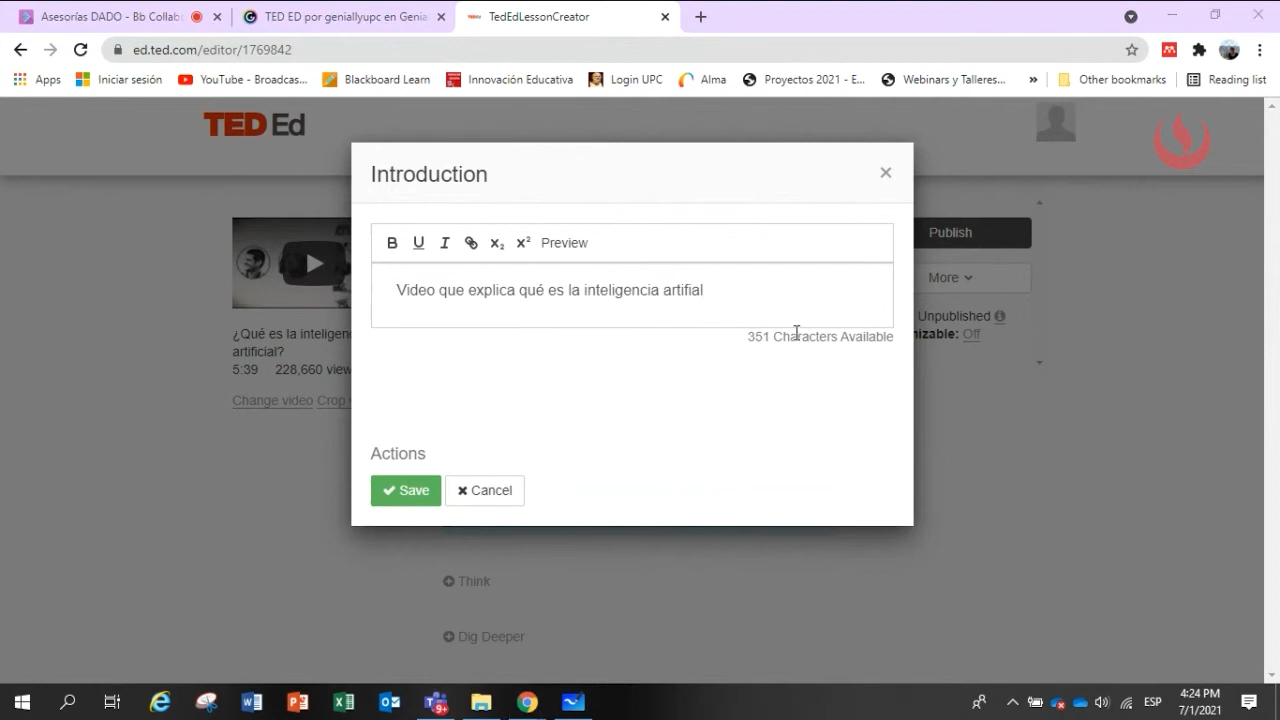 Asesorías DADO - Bb Collab
TED ED por geniallyupc en Genia
TedEdLessonCreator
ed.ted.com/editor/1769842
Apps
Iniciar sesión
YouTube - Broadcas...
Blackboard Learn
Innovación Educativa
Login UPC
Alma
Proyectos 2021 - E...
Webinars y Talleres...
»
Other bookmarks
Reading list
TED Ed
Introduction
B U I x₂ x² Preview
Video que explica qué es la inteligencia artifial
351 Characters Available
Actions
Save
Cancel
¿Qué es la inteligen
artificial?
5:39 228,660 view
Change video Crop
Publish
More
Unpublished
nizable: Off
Think
Dig Deeper
9+
ESP
4:24 PM
7/1/2021